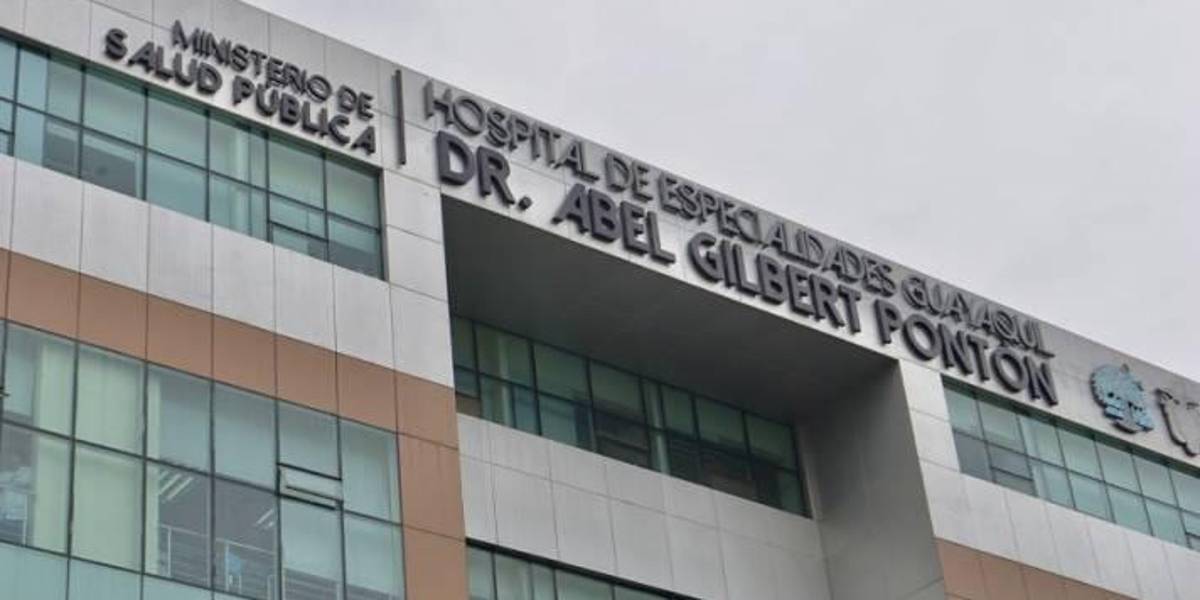 MINISTERIO DE
SALUD PÚBLICA
HOSPITAL DE ESPECIALIDADES GUAYAQUIL
DR. ABEL GILBERT PONTÓN